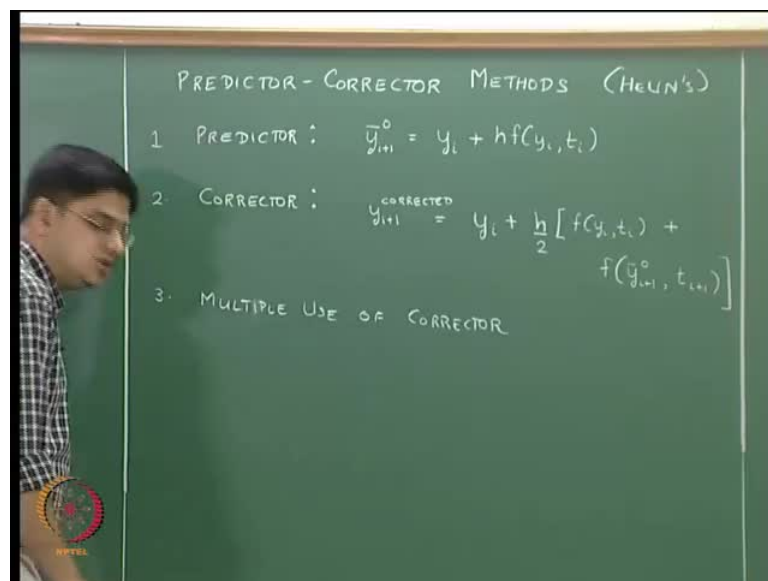 PREDICTOR - CORRECTOR METHODS (HEUN'S)
1 PREDICTOR : ȳ⁰ᵢ₊₁ = yᵢ + hf(yᵢ, tᵢ)
2. CORRECTOR : yᵢ₊₁^CORRECTED = yᵢ + h/2 [ f(yᵢ, tᵢ) +
f(ȳ⁰ᵢ₊₁, tᵢ₊₁) ]
3. MULTIPLE USE OF CORRECTOR
NPTEL